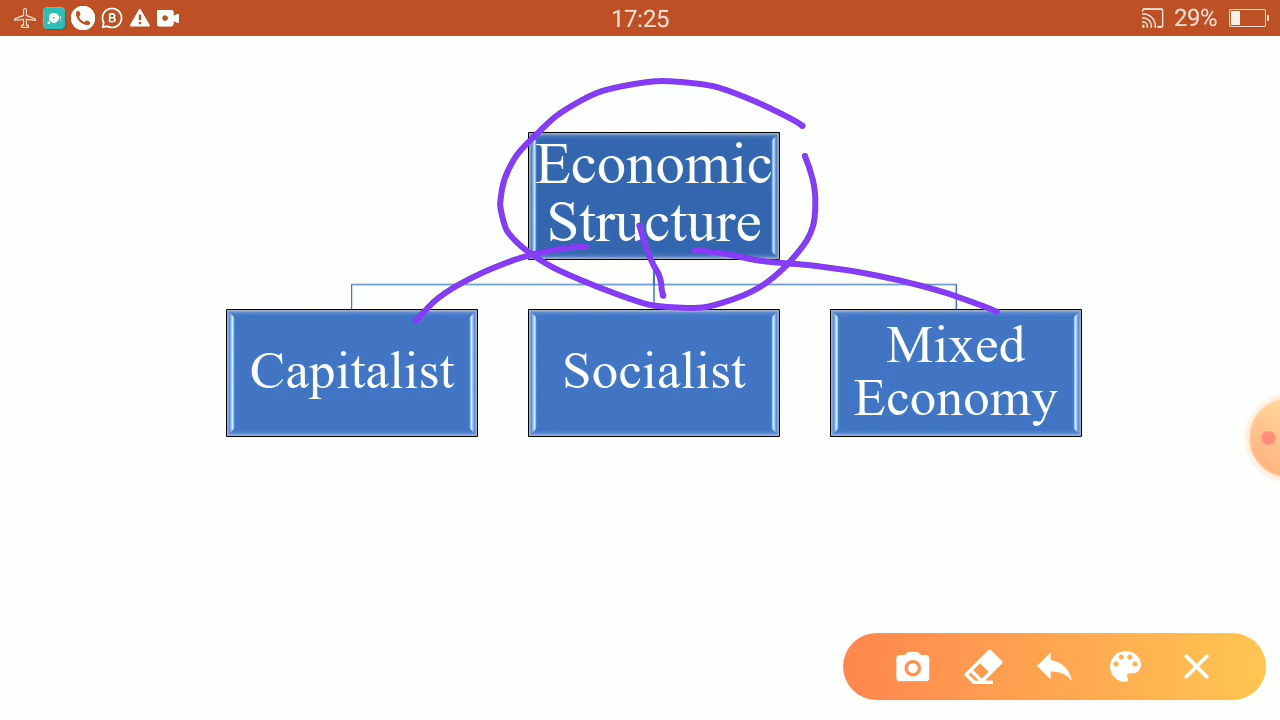 17:25
29%
Economic
Structure
Capitalist
Socialist
Mixed
Economy